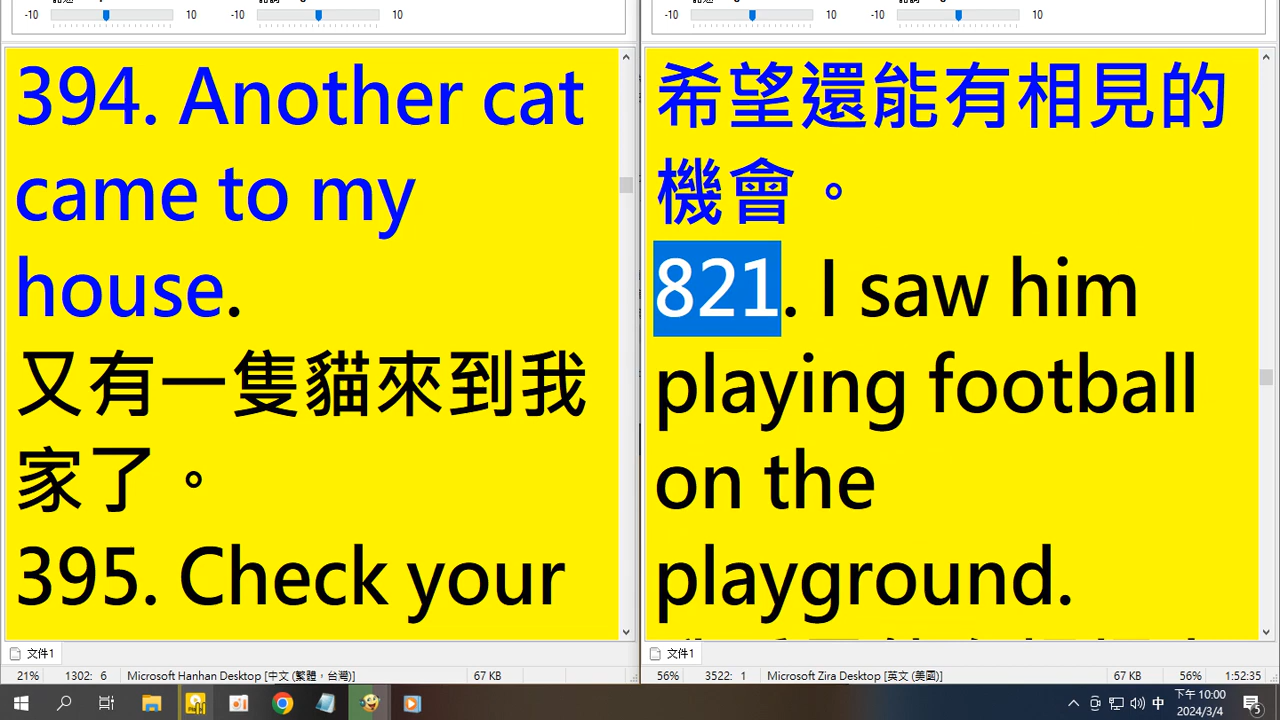 -10 10 -10 10
394. Another cat
came to my
house.
又有一隻貓來到我
家了。
395. Check your
文件1
21% 1302: 6 Microsoft Hanhan Desktop [中文 (繁體，台灣)] 67 KB
-10 10 -10 10
希望還能有相見的
機會。
821. I saw him
playing football
on the
playground.
文件1
56% 3522: 1 Microsoft Zira Desktop [英文 (美國)] 67 KB 56% 1:52:35
中
下午 10:00
2024/3/4
5